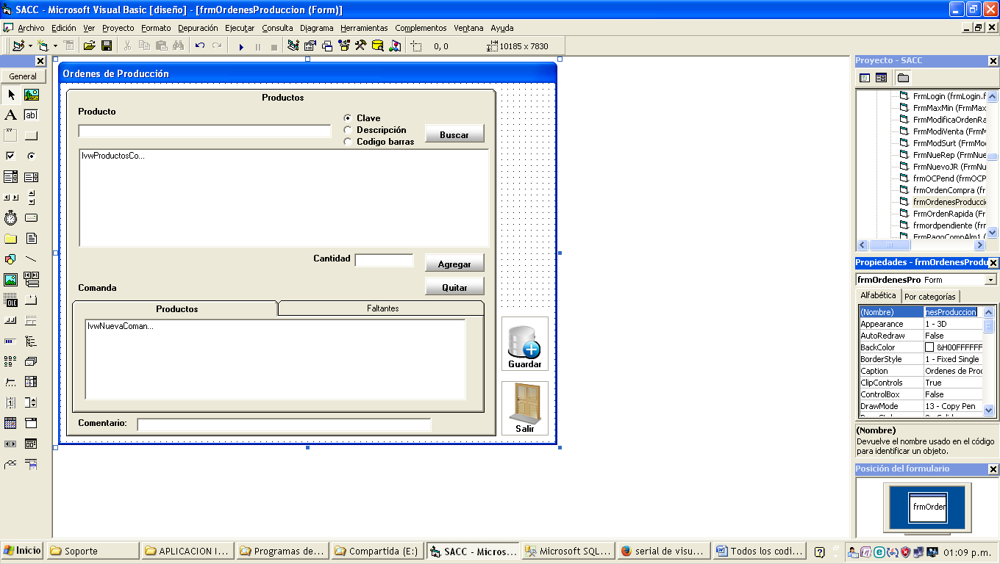 SACC - Microsoft Visual Basic [diseño] - [frmOrdenesProduccion (Form)]
Archivo Edición Ver Proyecto Formato Depuración Ejecutar Consulta Diagrama Herramientas Complementos Ventana Ayuda
0, 0 10185 x 7830
General
A ab|
XY
OLE
Ordenes de Producción
Productos
Producto
Clave
Descripción
Codigo barras
Buscar
lvwProductosCo...
Cantidad
Agregar
Quitar
Comanda
Productos Faltantes
lvwNuevaComan...
Guardar
Salir
Comentario:
Proyecto - SACC
FrmLogin (frmLogin.f
FrmMaxMin (FrmMax
FrmModificaOrdenRa
FrmModiVenta (FrmM
FrmModSurt (FrmMod
FrmNueRep (FrmNue
FrmNuevoJR (FrmNu
frmOCPend (frmOCP
frmOrdenCompra (fr
frmOrdenesProducci
FrmOrdenRapida (Fr
frmordpendiente (frm
FrmPagoCompAlm1 (
Propiedades - frmOrdenesProdu
frmOrdenesPro Form
Alfabética Por categorías
(Nombre) nesProduccion
Appearance 1 - 3D
AutoRedraw False
BackColor &H00FFFFFF
BorderStyle 1 - Fixed Single
Caption Ordenes de Proc
ClipControls True
ControlBox False
DrawMode 13 - Copy Pen
(Nombre)
Devuelve el nombre usado en el código
para identificar un objeto.
Posición del formulario
frmOrder
Inicio Soporte APLICACION I... Programas de... Compartida (E:) SACC - Micros... Microsoft SQL... serial de visu... Todos los codi... 01:09 p.m.